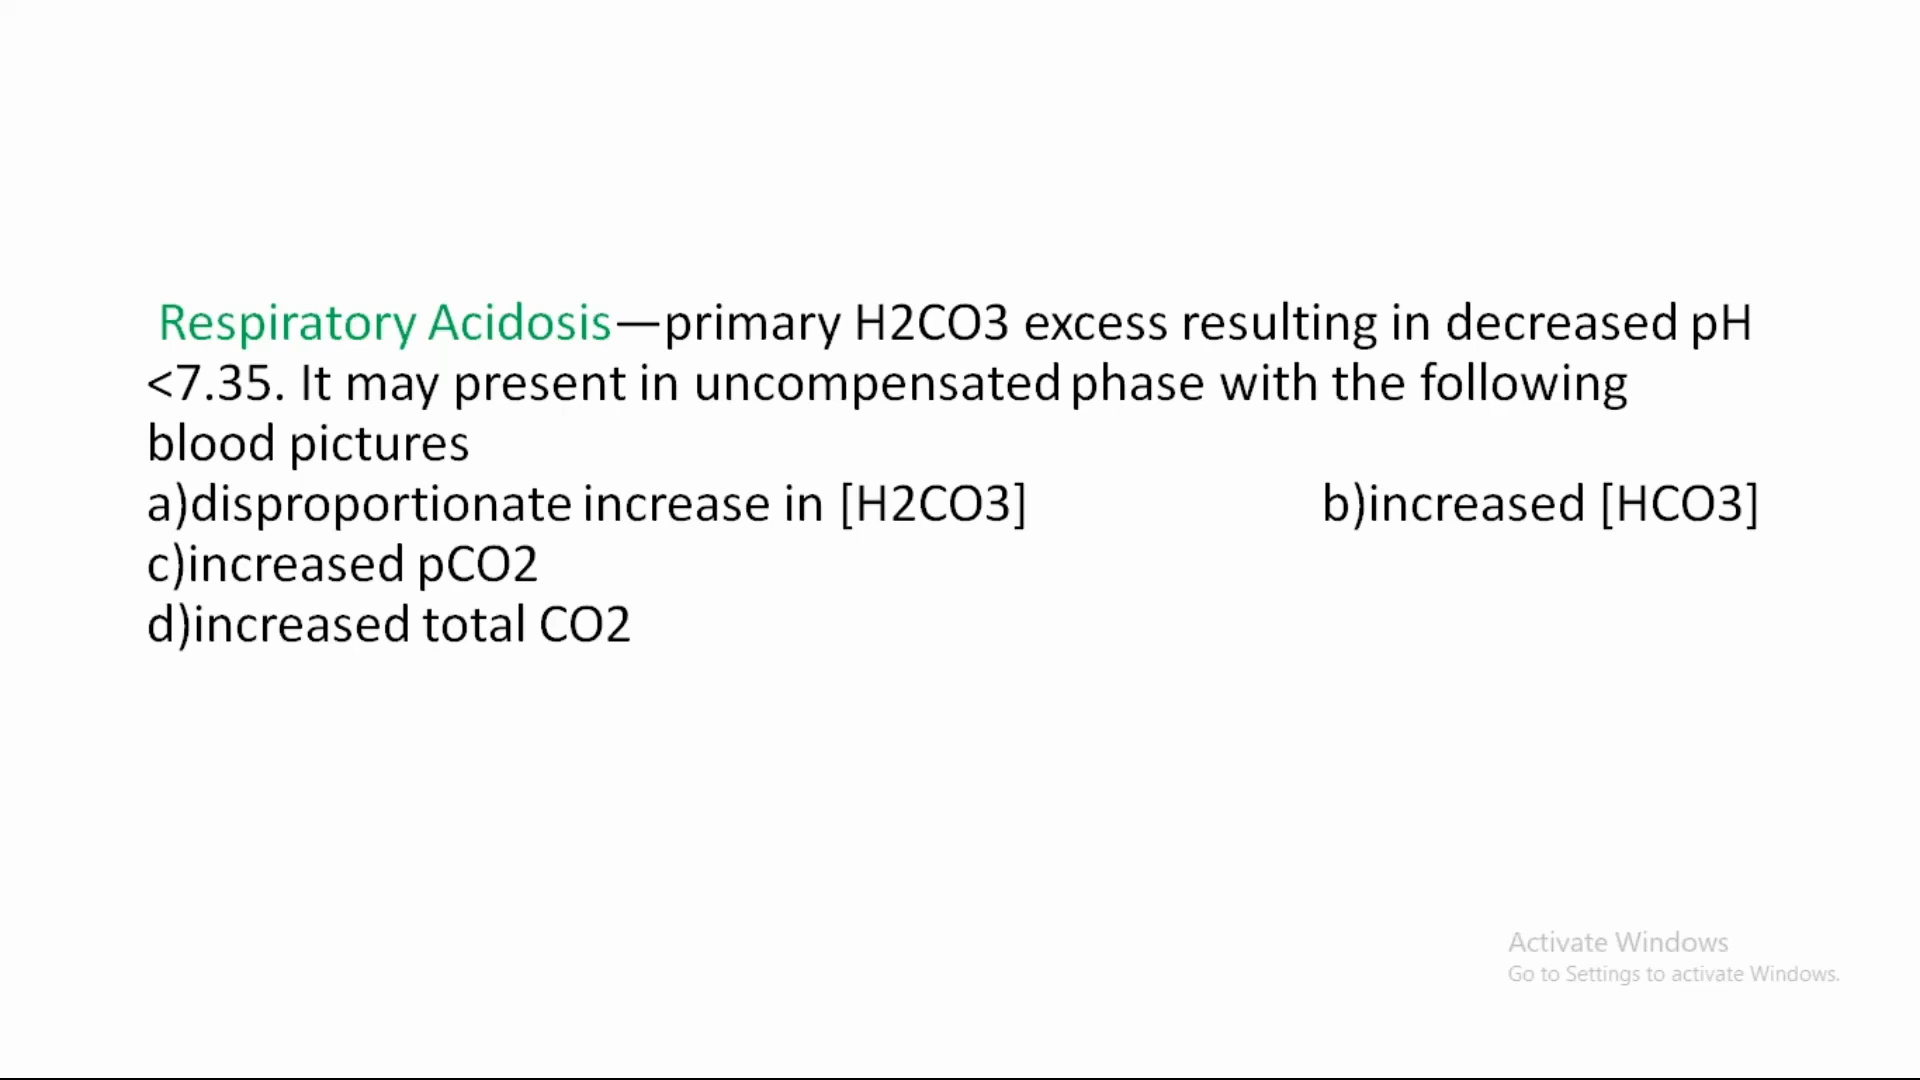 Respiratory Acidosis—primary H2CO3 excess resulting in decreased pH
<7.35. It may present in uncompensated phase with the following
blood pictures
a)disproportionate increase in [H2CO3] b)increased [HCO3]
c)increased pCO2
d)increased total CO2
Activate Windows
Go to Settings to activate Windows.